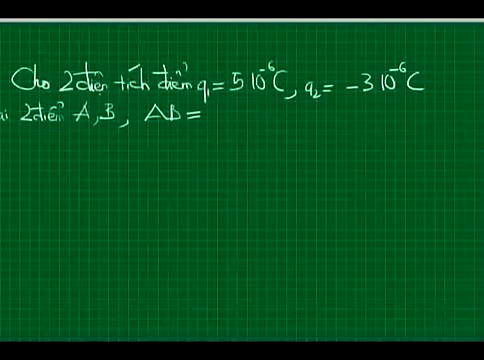 Cho 2 điện tích điểm q₁ = 5 10⁻⁶C, q₂ = -3 10⁻⁶C
2 điểm A, B, AB =